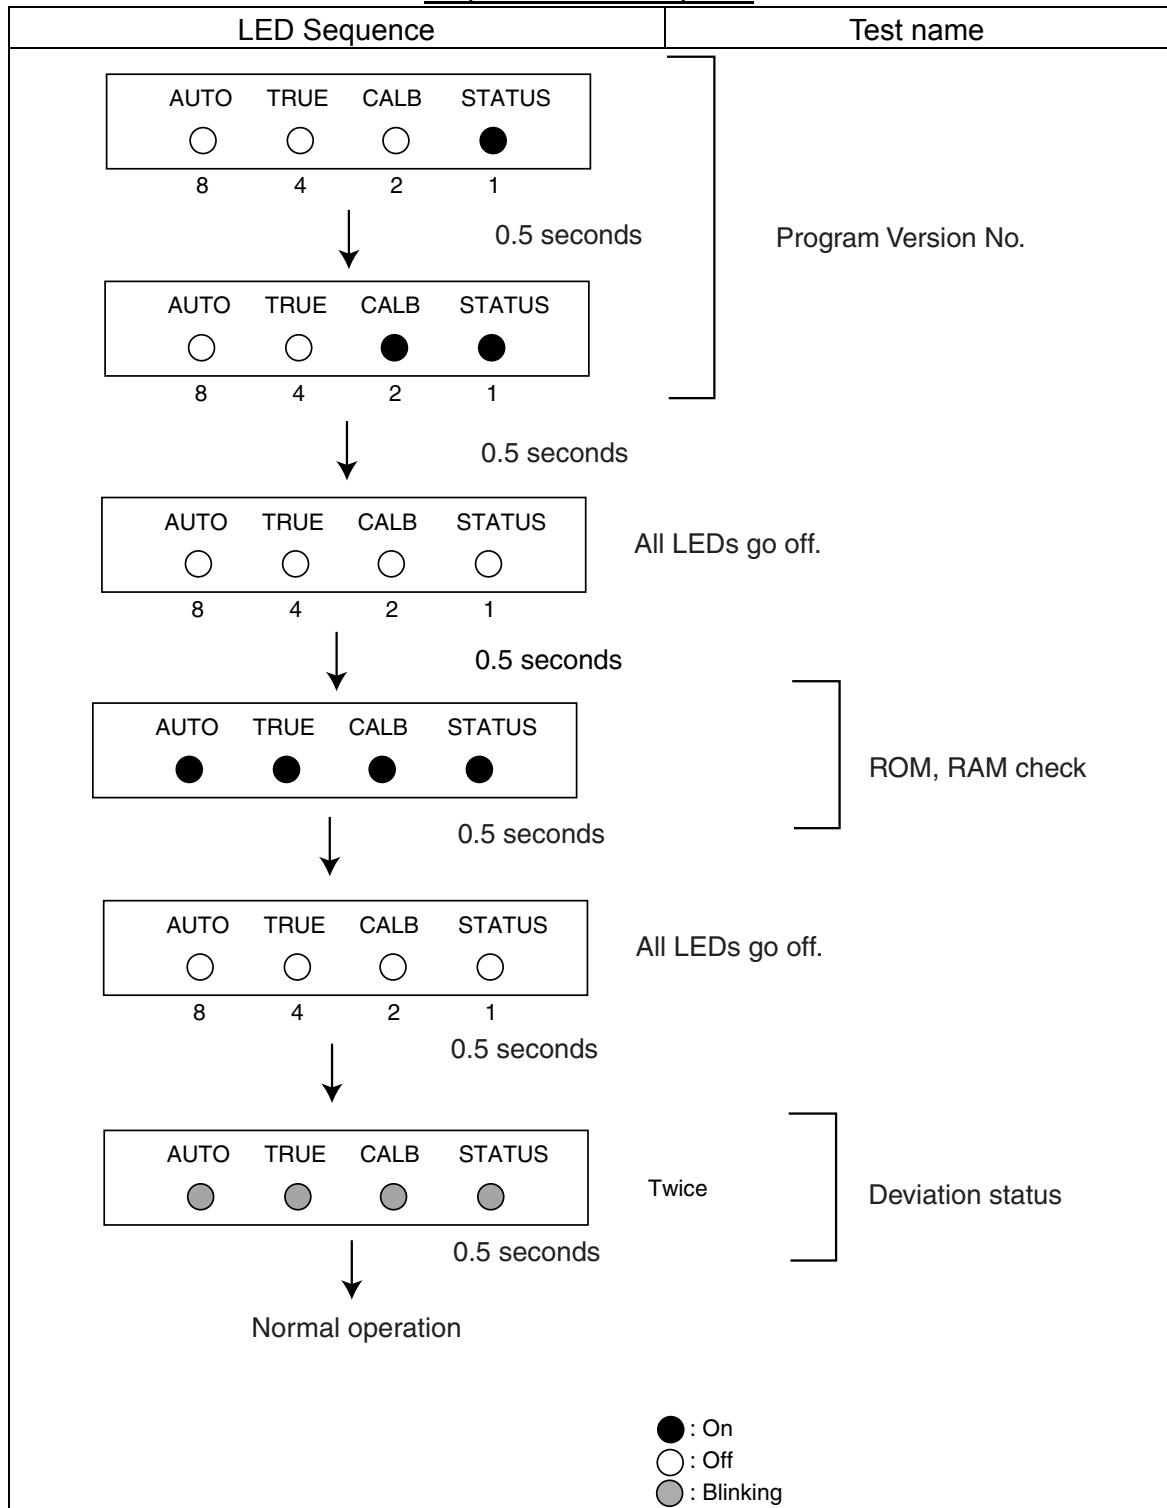 LED Sequence Test name
AUTO TRUE CALB STATUS
8 4 2 1
0.5 seconds
Program Version No.
AUTO TRUE CALB STATUS
8 4 2 1
0.5 seconds
AUTO TRUE CALB STATUS
All LEDs go off.
8 4 2 1
0.5 seconds
AUTO TRUE CALB STATUS
ROM, RAM check
0.5 seconds
AUTO TRUE CALB STATUS
All LEDs go off.
8 4 2 1
0.5 seconds
AUTO TRUE CALB STATUS
Twice
Deviation status
0.5 seconds
Normal operation
: On
: Off
: Blinking